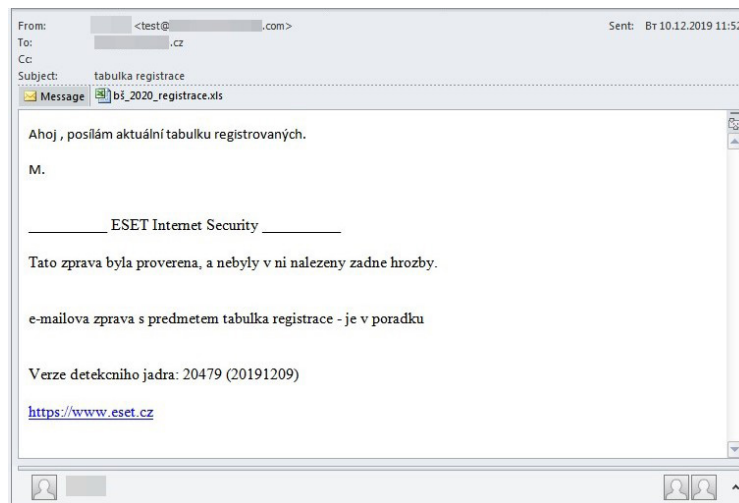 From: <test@ .com> Sent: Вт 10.12.2019 11:52
To: .cz
Cc:
Subject: tabulka registrace
Message bš_2020_registrace.xls
Ahoj , posílám aktuální tabulku registrovaných.
M.
__________ ESET Internet Security __________
Tato zprava byla proverena, a nebyly v ni nalezeny zadne hrozby.
e-mailova zprava s predmetem tabulka registrace - je v poradku
Verze detekcniho jadra: 20479 (20191209)
https://www.eset.cz